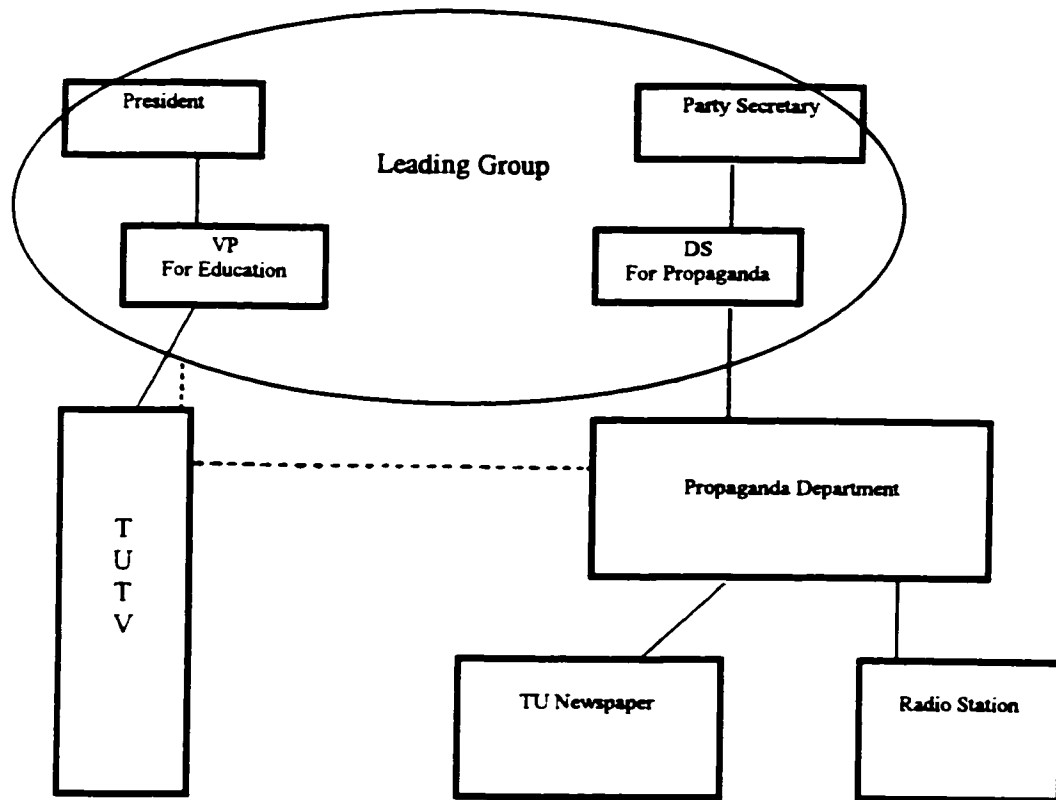 President
Party Secretary
Leading Group
VP
For Education
DS
For Propaganda
Propaganda Department
T
U
T
V
TU Newspaper
Radio Station